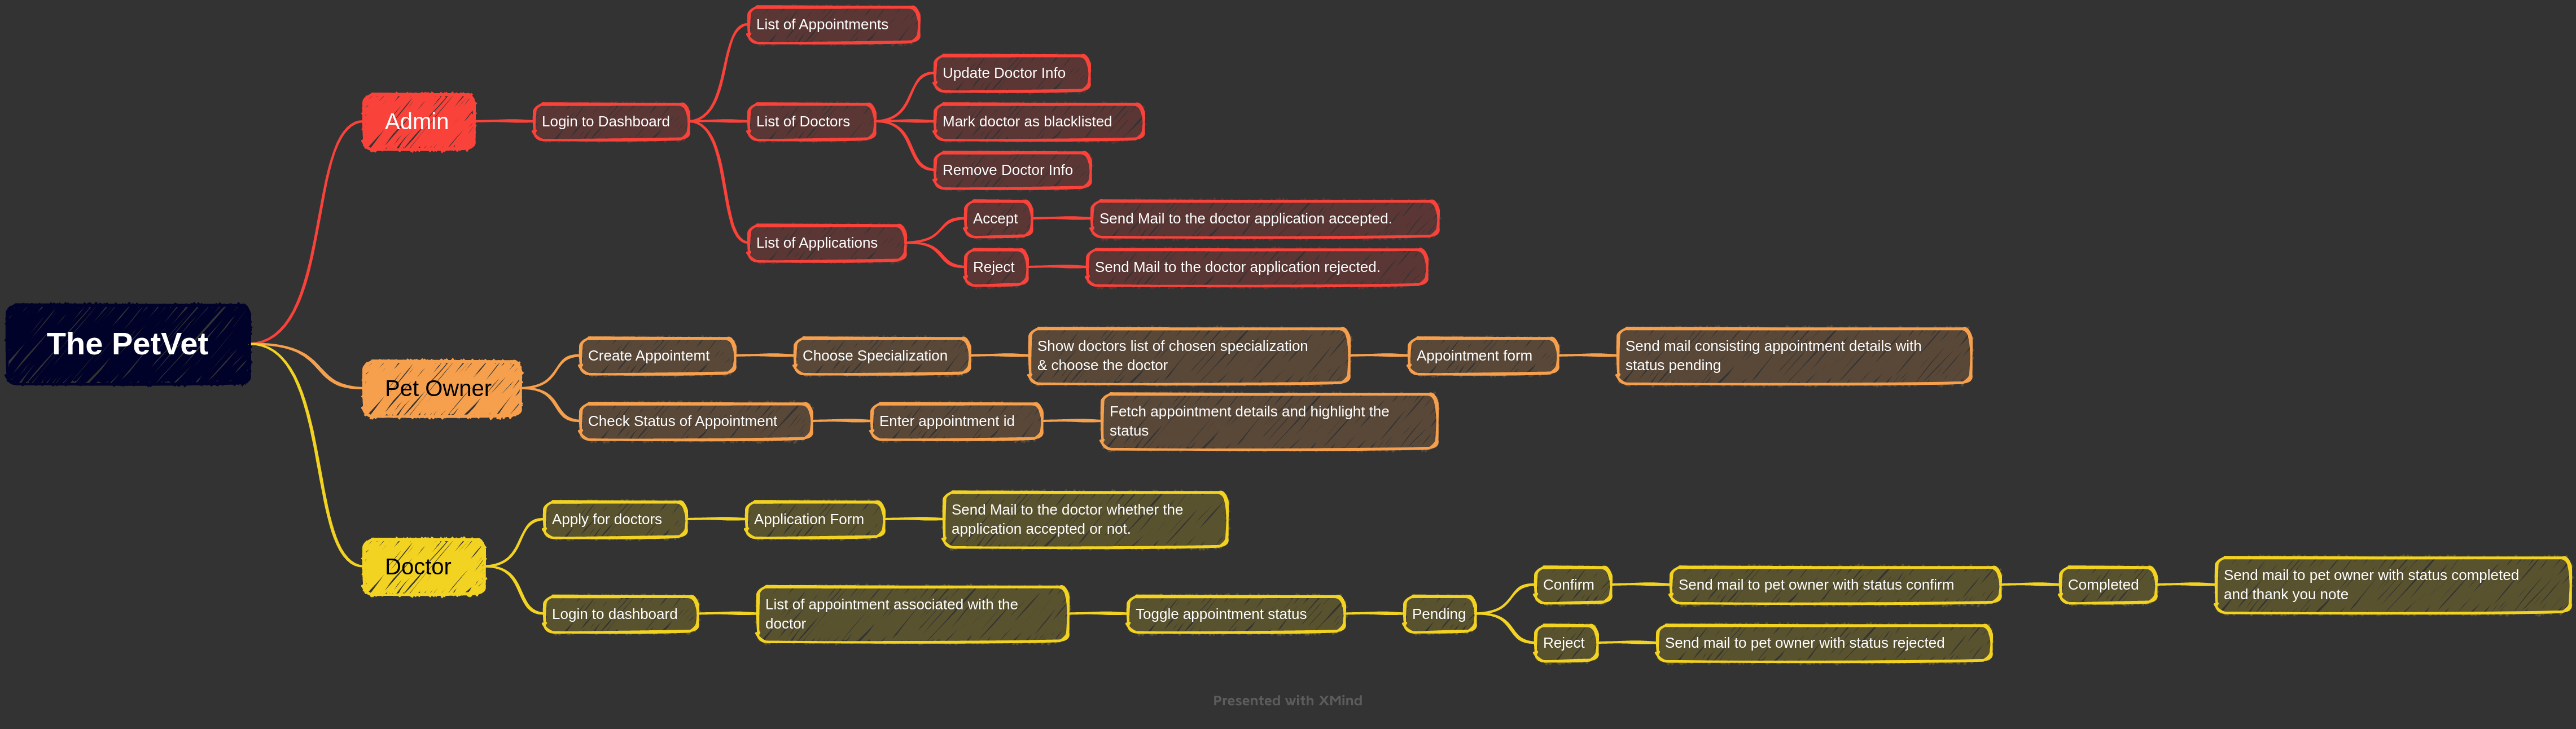 The PetVet
Admin
Login to Dashboard
List of Appointments
List of Doctors
Update Doctor Info
Mark doctor as blacklisted
Remove Doctor Info
List of Applications
Accept
Send Mail to the doctor application accepted.
Reject
Send Mail to the doctor application rejected.
Pet Owner
Create Appointemt
Choose Specialization
Show doctors list of chosen specialization
& choose the doctor
Appointment form
Send mail consisting appointment details with
status pending
Check Status of Appointment
Enter appointment id
Fetch appointment details and highlight the
status
Doctor
Apply for doctors
Application Form
Send Mail to the doctor whether the
application accepted or not.
Login to dashboard
List of appointment associated with the
doctor
Toggle appointment status
Pending
Confirm
Send mail to pet owner with status confirm
Completed
Send mail to pet owner with status completed
and thank you note
Reject
Send mail to pet owner with status rejected
Presented with XMind